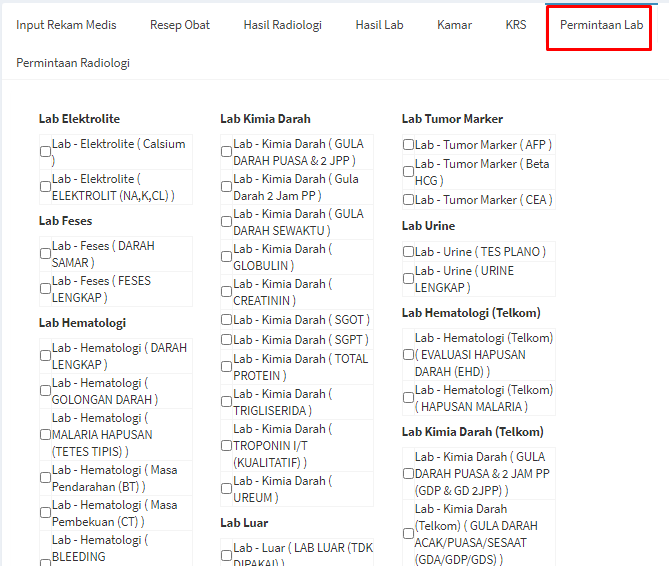 Input Rekam Medis
Resep Obat
Hasil Radiologi
Hasil Lab
Kamar
KRS
Permintaan Lab
Permintaan Radiologi
Lab Elektrolite
Lab - Elektrolite ( Calsium
)
Lab - Elektrolite (
ELEKTROLIT (NA,K,CL) )
Lab Feses
Lab - Feses ( DARAH
SAMAR )
Lab - Feses ( FESES
LENGKAP )
Lab Hematologi
Lab - Hematologi ( DARAH
LENGKAP )
Lab - Hematologi (
GOLONGAN DARAH )
Lab - Hematologi (
MALARIA HAPUSAN
(TETES TIPIS) )
Lab - Hematologi ( Masa
Pendarahan (BT) )
Lab - Hematologi ( Masa
Pembekuan (CT) )
Lab - Hematologi (
BLEEDING
Lab Kimia Darah
Lab - Kimia Darah ( GULA
DARAH PUASA & 2 JPP )
Lab - Kimia Darah ( Gula
Darah 2 Jam PP )
Lab - Kimia Darah ( GULA
DARAH SEWAKTU )
Lab - Kimia Darah (
GLOBULIN )
Lab - Kimia Darah (
CREATININ )
Lab - Kimia Darah ( SGOT )
Lab - Kimia Darah ( SGPT )
Lab - Kimia Darah ( TOTAL
PROTEIN )
Lab - Kimia Darah (
TRIGLISERIDA )
Lab - Kimia Darah (
TROPONIN I/T
(KUALITATIF) )
Lab - Kimia Darah (
UREUM )
Lab Luar
Lab - Luar ( LAB LUAR (TDK
DIPAKAI) )
Lab Tumor Marker
Lab - Tumor Marker ( AFP )
Lab - Tumor Marker ( Beta
HCG )
Lab - Tumor Marker ( CEA )
Lab Urine
Lab - Urine ( TES PLANO )
Lab - Urine ( URINE
LENGKAP )
Lab Hematologi (Telkom)
Lab - Hematologi (Telkom)
( EVALUASI HAPUSAN
DARAH (EHD) )
Lab - Hematologi (Telkom)
( HAPUSAN MALARIA )
Lab Kimia Darah (Telkom)
Lab - Kimia Darah ( GULA
DARAH PUASA & 2 JAM PP
(GDP & GD 2JPP) )
Lab - Kimia Darah
(Telkom) ( GULA DARAH
ACAK/PUASA/SESAAT
(GDA/GDP/GDS) )